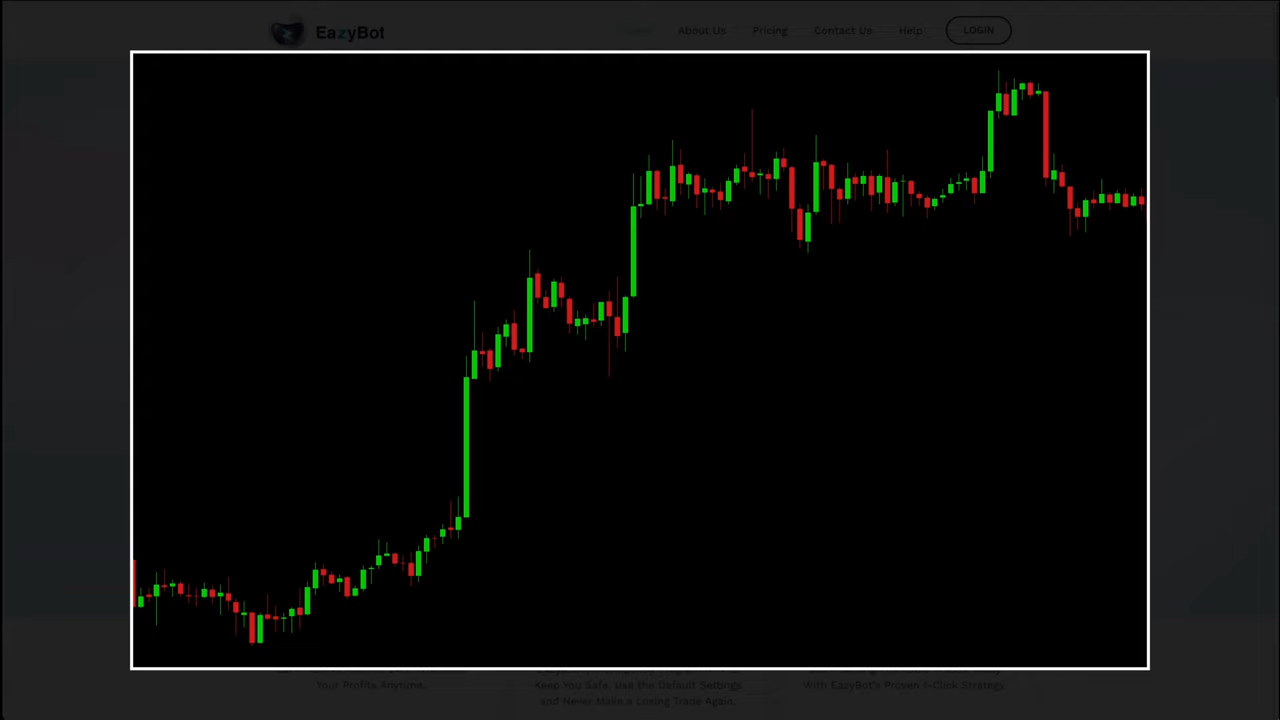 EazyBot
Home About Us Pricing Contact Us Help LOGIN
Your Profits Anytime.
Keep You Safe. Use the Default Settings
With EazyBot's Proven 1-Click Strategy.
and Never Make a Losing Trade Again.